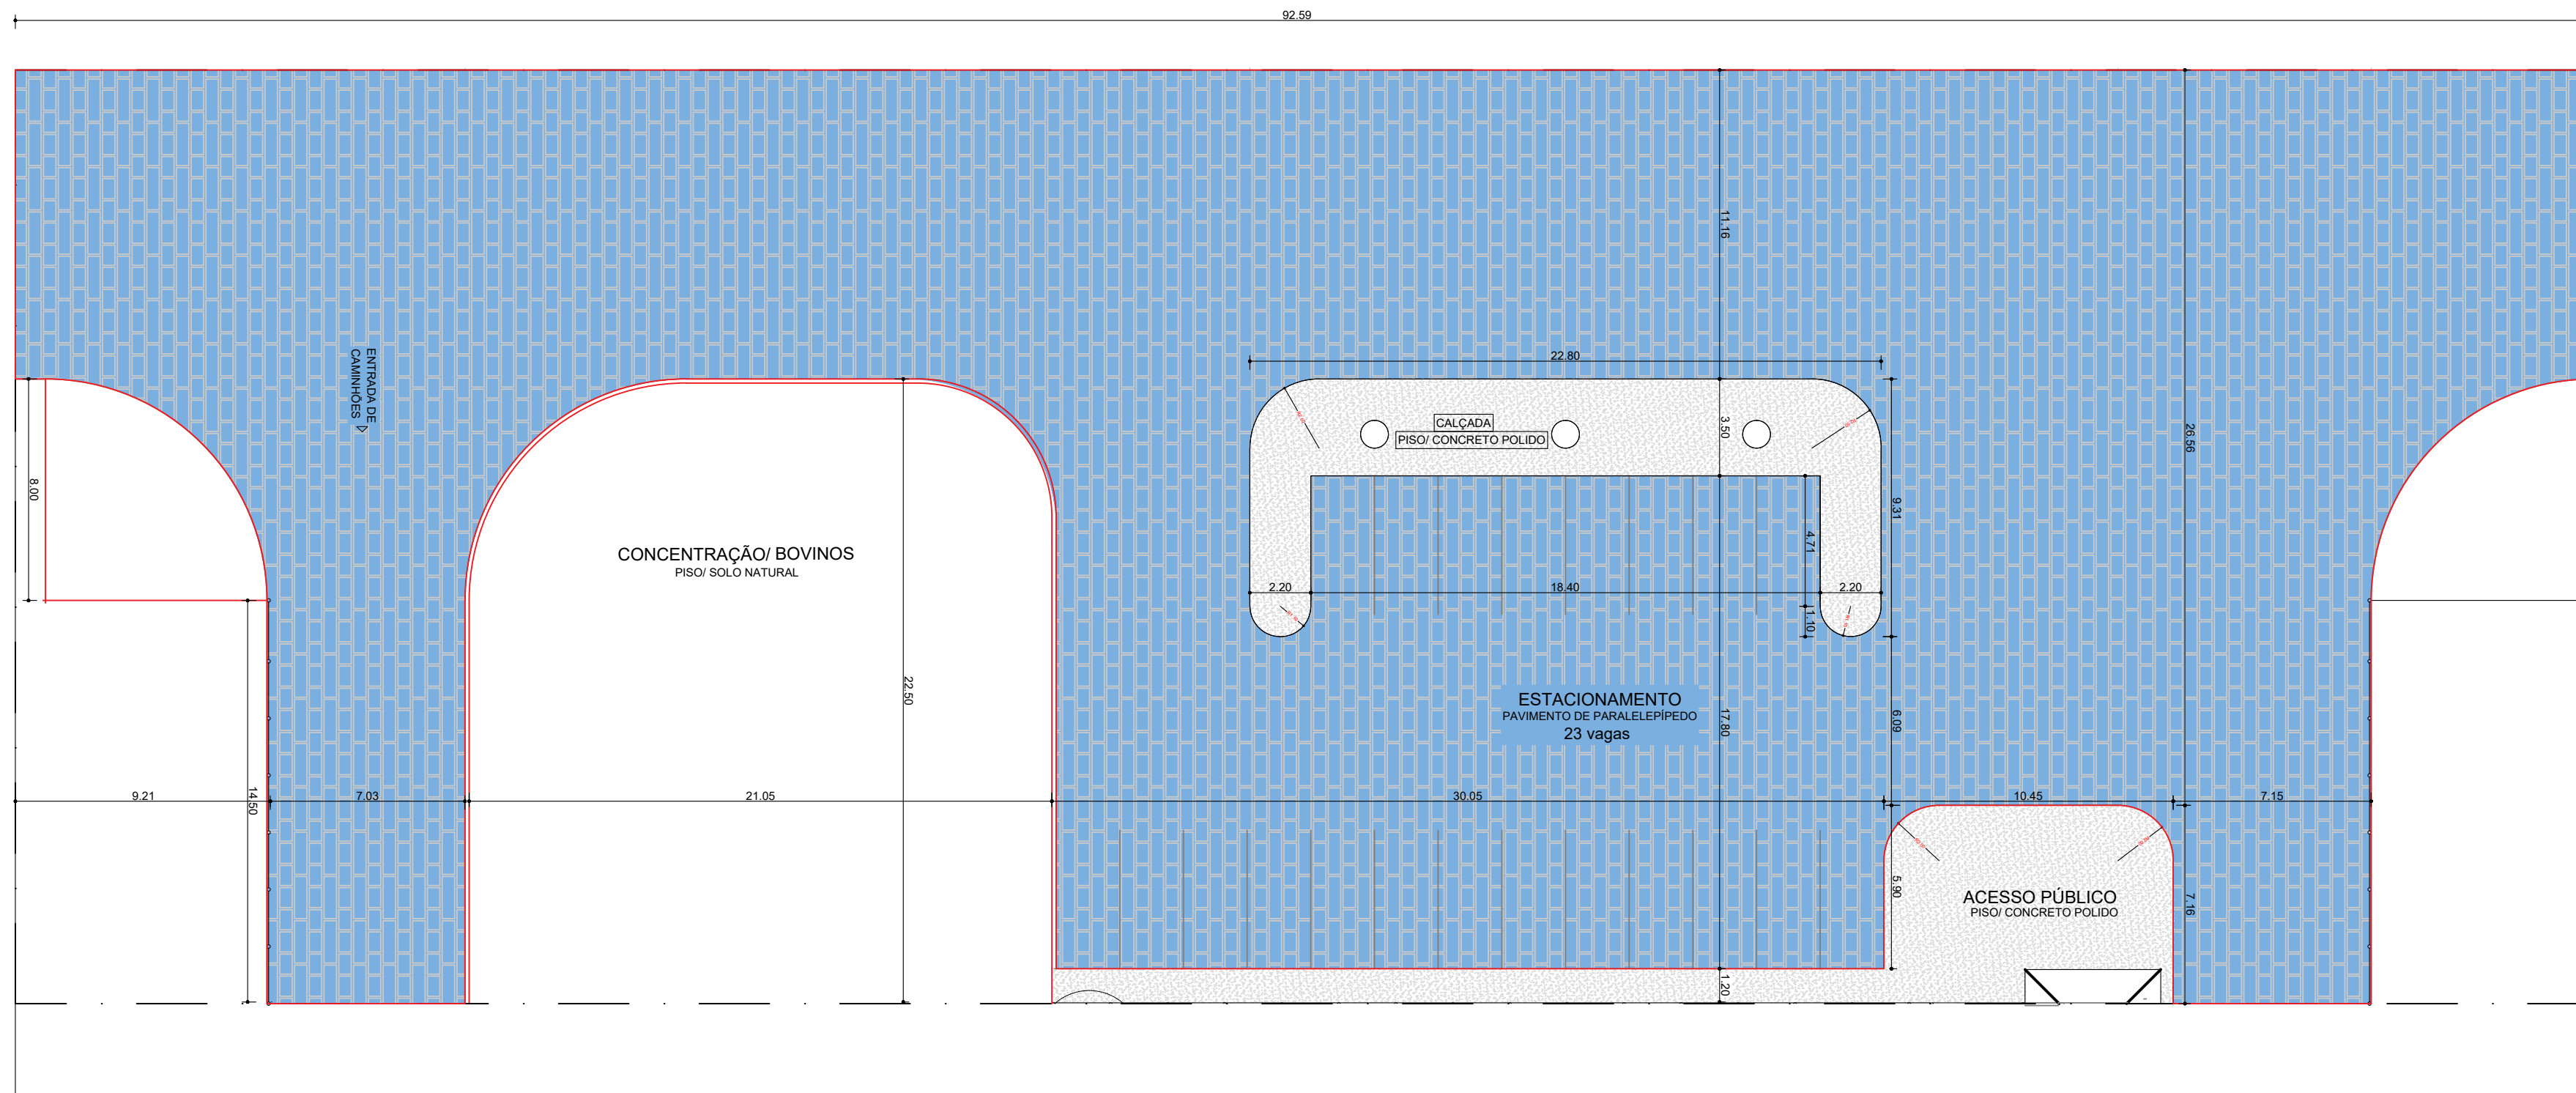 92.59
11.16
26.56
ENTRADA DE
CAMINHÕES
22.80
CALÇADA
PISO/ CONCRETO POLIDO
3.50
8.00
9.31
4.71
CONCENTRAÇÃO/ BOVINOS
PISO/ SOLO NATURAL
2.20
18.40
2.20
1.10
22.50
ESTACIONAMENTO
PAVIMENTO DE PARALELEPÍPEDO
23 vagas
17.80
6.09
9.21
14.50
7.03
21.05
30.05
10.45
7.15
5.90
ACESSO PÚBLICO
PISO/ CONCRETO POLIDO
7.16
1.20